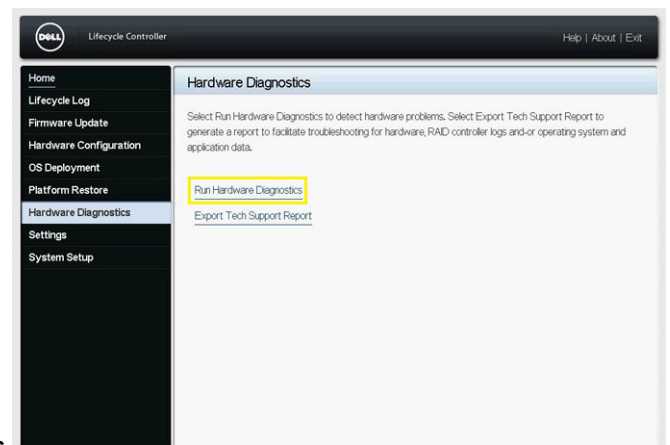 DELL
Lifecycle Controller
Help | About | Exit
Home
Lifecycle Log
Firmware Update
Hardware Configuration
OS Deployment
Platform Restore
Hardware Diagnostics
Settings
System Setup
Hardware Diagnostics
Select Run Hardware Diagnostics to detect hardware problems. Select Export Tech Support Report to
generate a report to facilitate troubleshooting for hardware, RAID controller logs and-or operating system and
application data.
Run Hardware Diagnostics
Export Tech Support Report